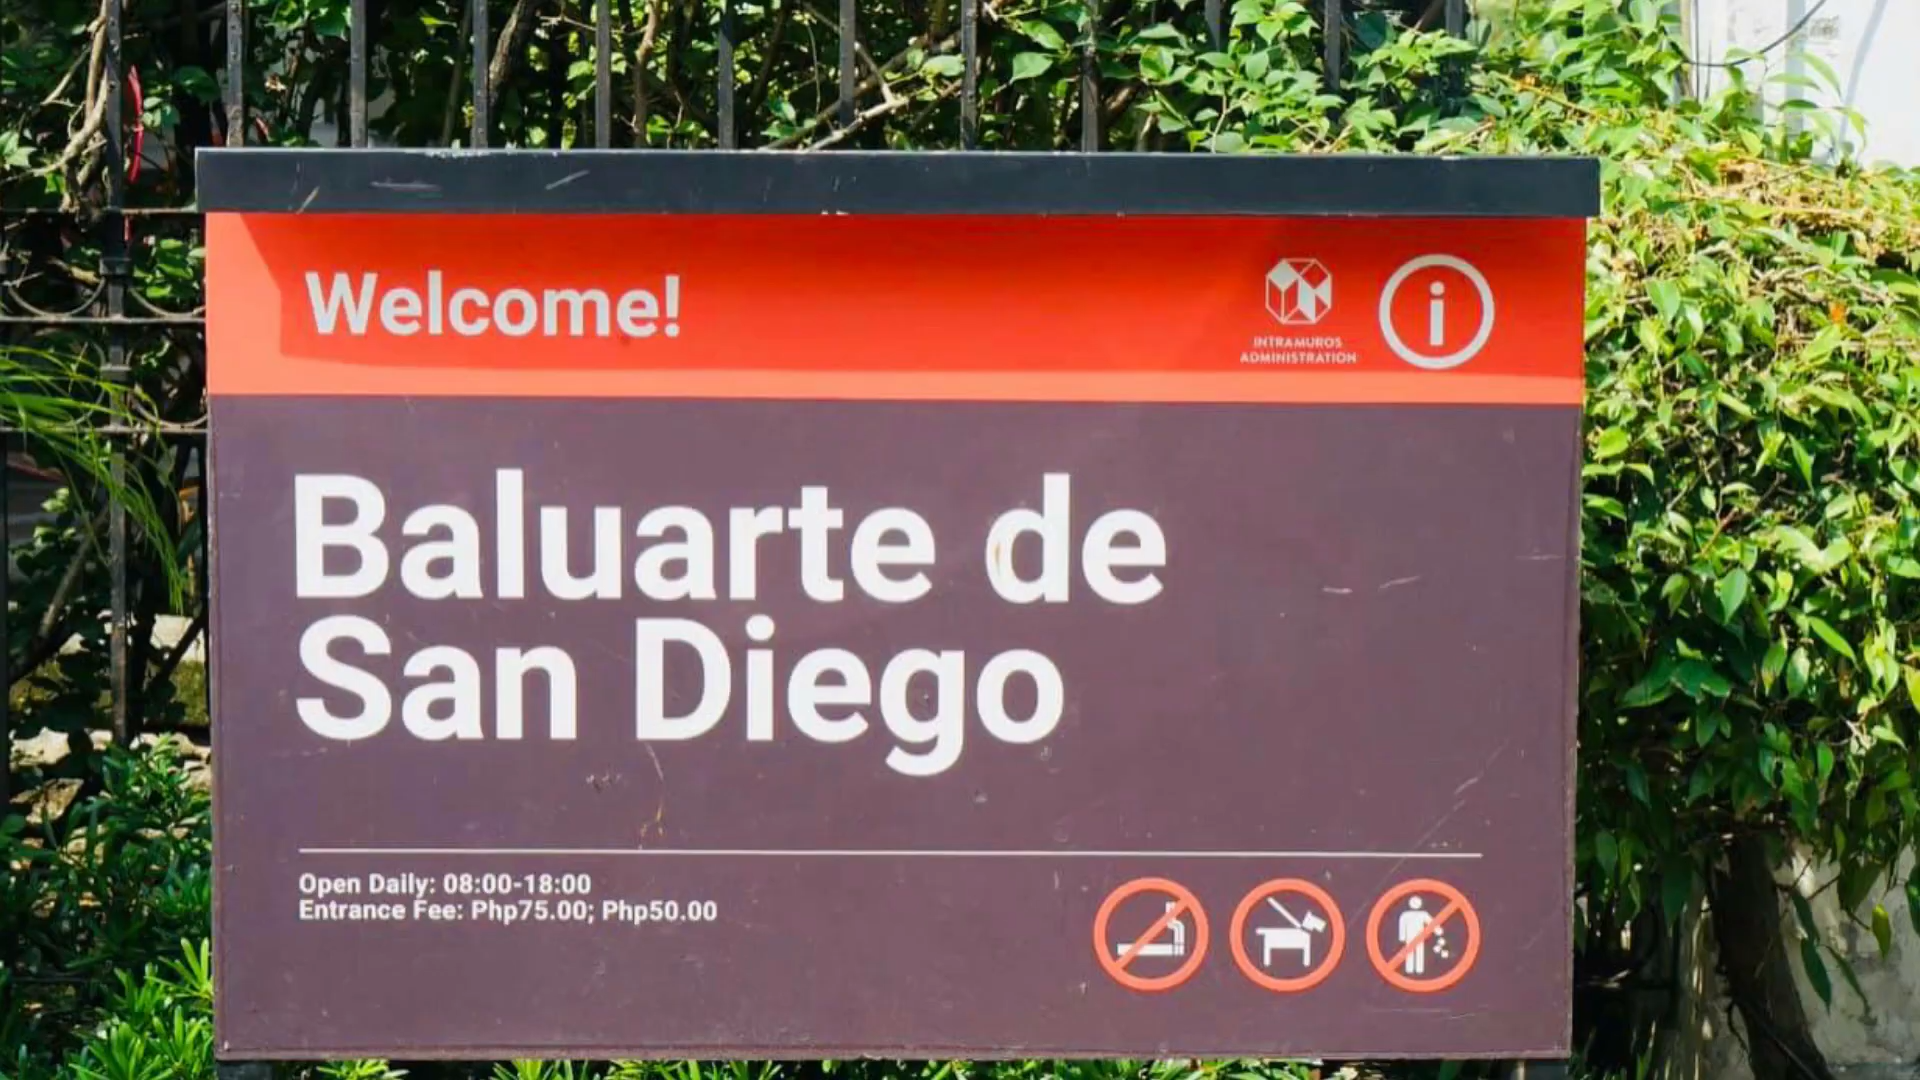 Welcome!
INTRAMUROS
ADMINISTRATION
i
Baluarte de
San Diego
Open Daily: 08:00-18:00
Entrance Fee: Php75.00; Php50.00